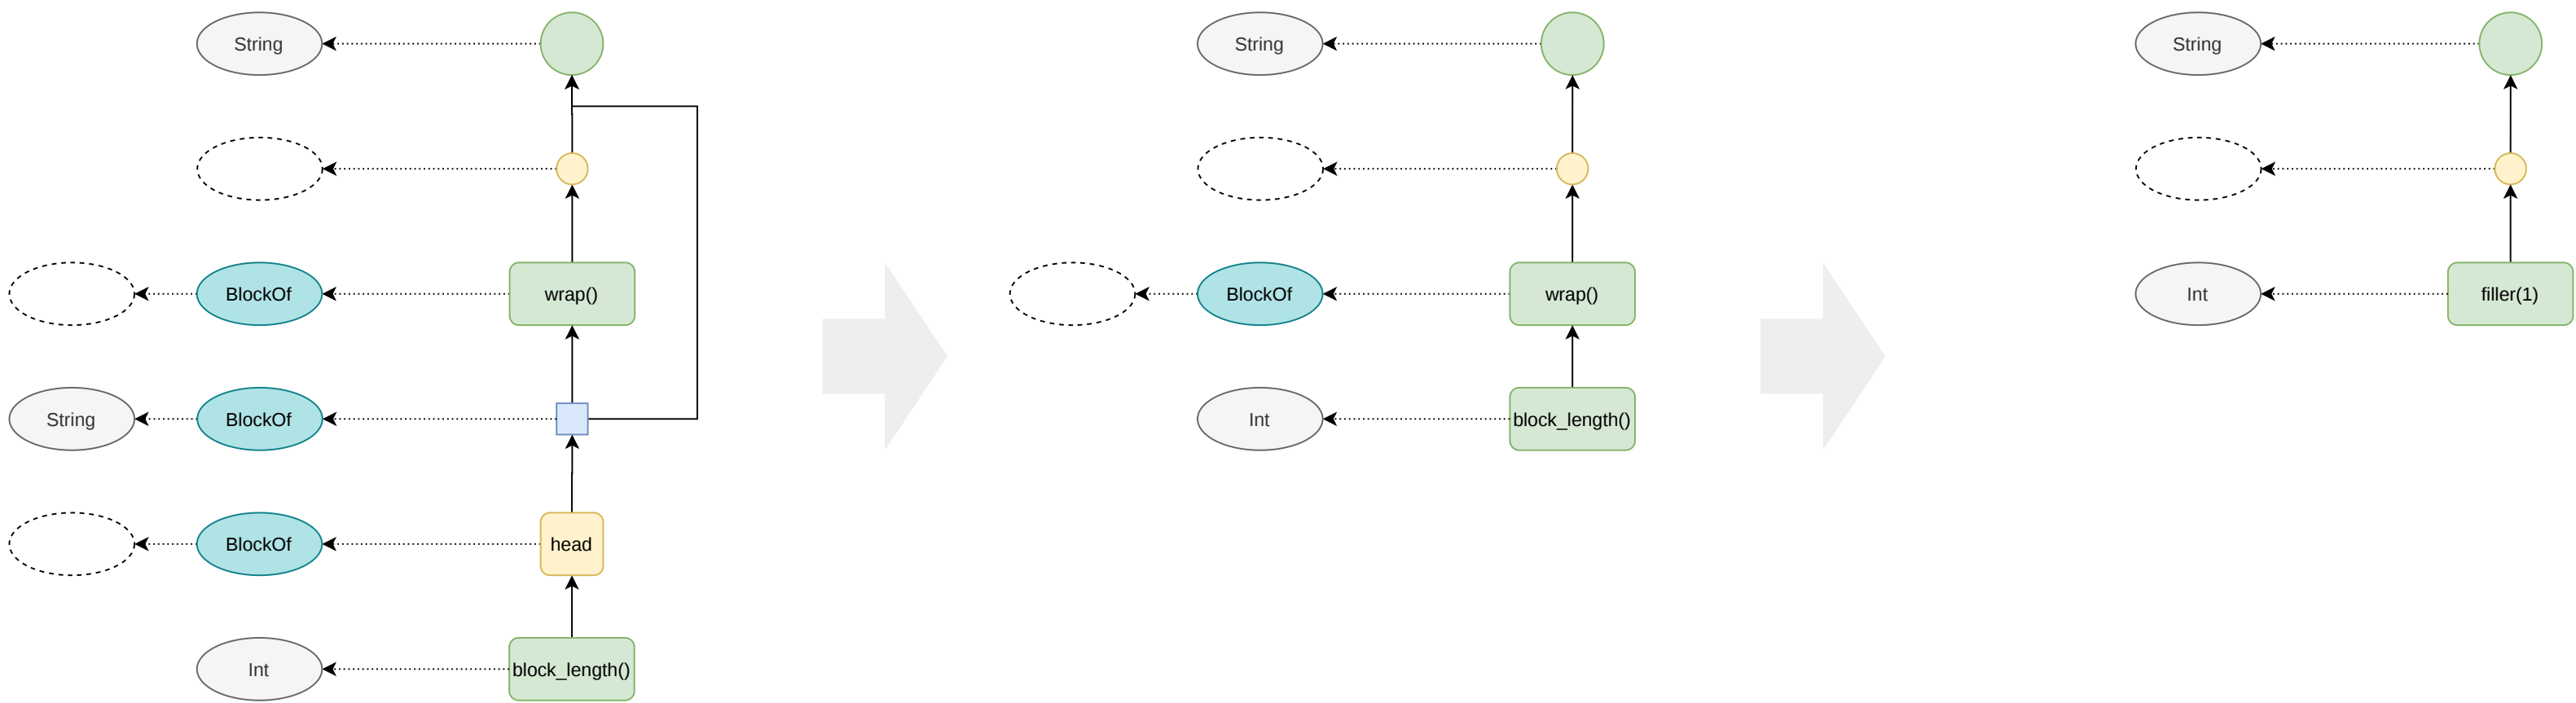 String
BlockOf
wrap()
String
BlockOf
BlockOf
head
Int
block_length()
String
BlockOf
wrap()
Int
block_length()
String
Int
filler(1)